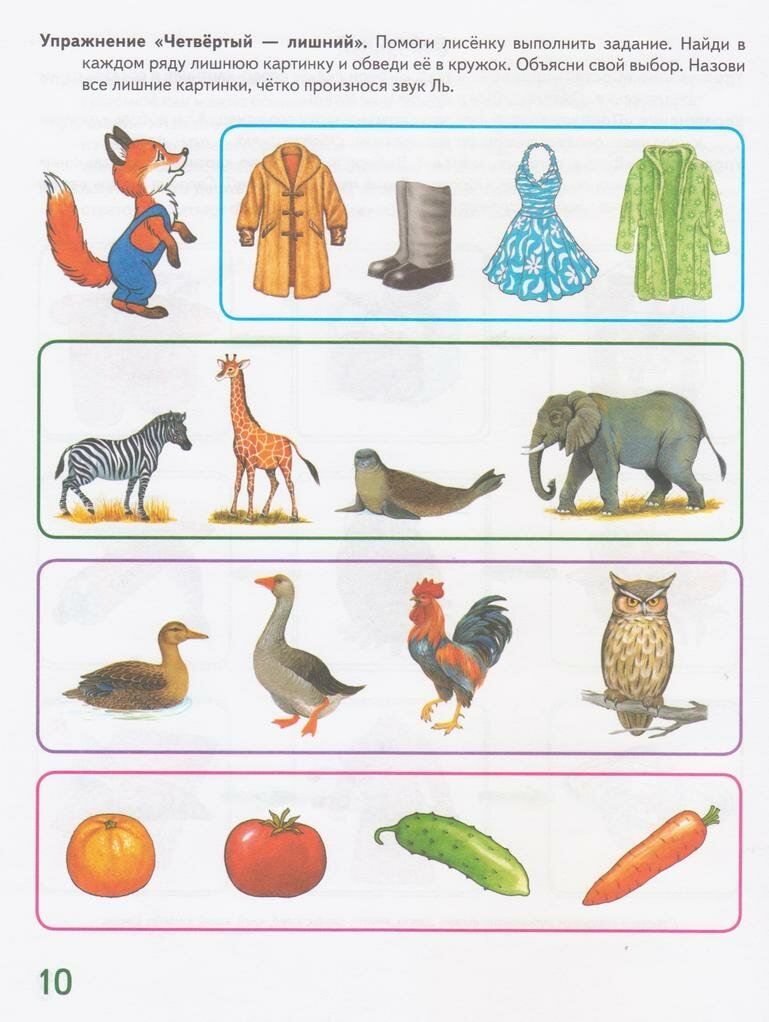 Упражнение «Четвёртый — лишний». Помоги лисёнку выполнить задание. Найди в
каждом ряду лишнюю картинку и обведи её в кружок. Объясни свой выбор. Назови
все лишние картинки, чётко произнося звук Ль.
10